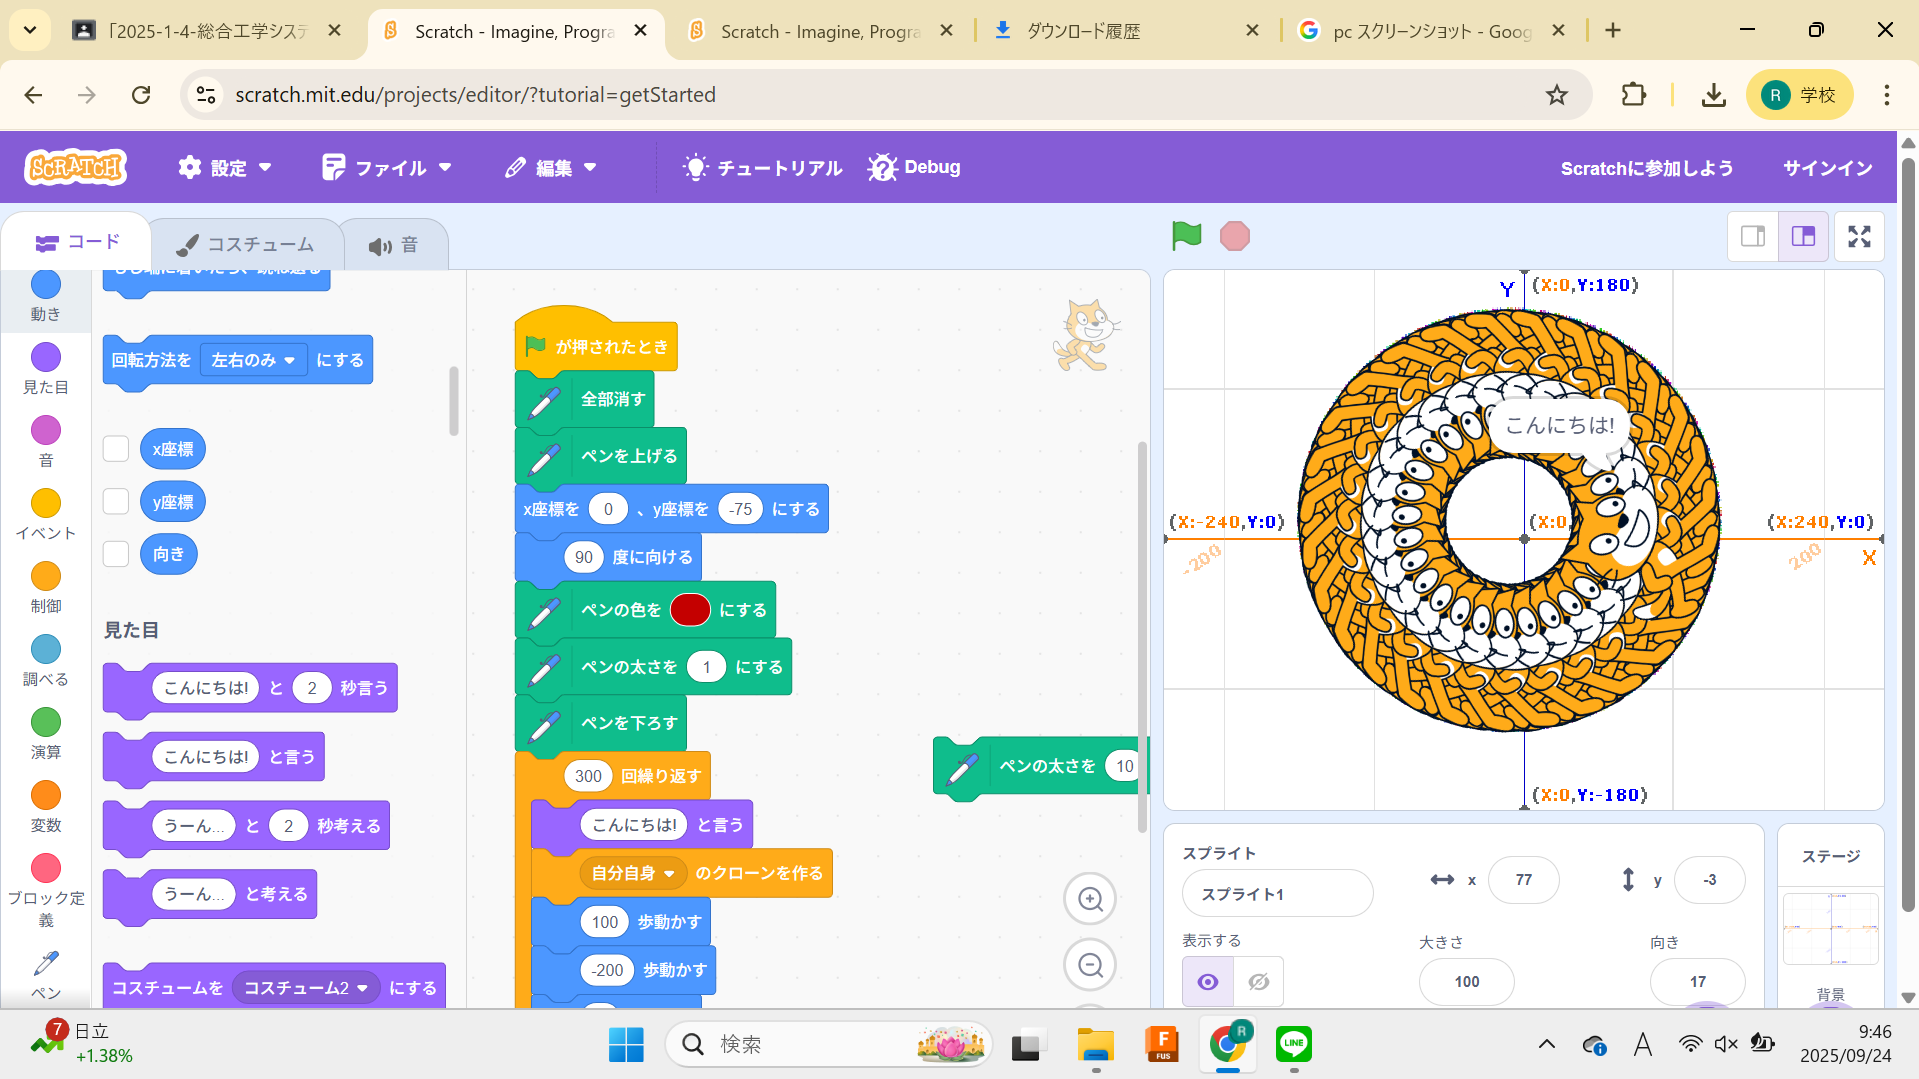 「2025-1-4-総合工学システ
Scratch - Imagine, Progra
Scratch - Imagine, Progra
ダウンロード履歴
pc スクリーンショット - Goog
scratch.mit.edu/projects/editor/?tutorial=getStarted
R 学校
SCRATCH
設定
ファイル
編集
チュートリアル
Debug
Scratchに参加しよう
サインイン
コード
コスチューム
音
動き
見た目
音
イベント
制御
調べる
演算
変数
ブロック定
義
ペン
もし端に着いたら、跳ね返る
回転方法を 左右のみ にする
x座標
y座標
向き
見た目
こんにちは! と 2 秒言う
こんにちは! と言う
うーん... と 2 秒考える
うーん... と考える
コスチュームを コスチューム2 にする
が押されたとき
全部消す
ペンを上げる
x座標を 0 、y座標を -75 にする
90 度に向ける
ペンの色を にする
ペンの太さを 1 にする
ペンを下ろす
300 回繰り返す
こんにちは! と言う
自分自身 のクローンを作る
100 歩動かす
-200 歩動かす
ペンの太さを 10
Y (X:0,Y:180)
こんにちは!
(X:-240,Y:0)
(X:0,
(X:240,Y:0)
-200
200
X
(X:0,Y:-180)
スプライト
スプライト1
x 77
y -3
表示する
大きさ
100
向き
17
ステージ
背景
7
日立
+1.38%
検索
F
FUS
R
LINE
A
9:46
2025/09/24